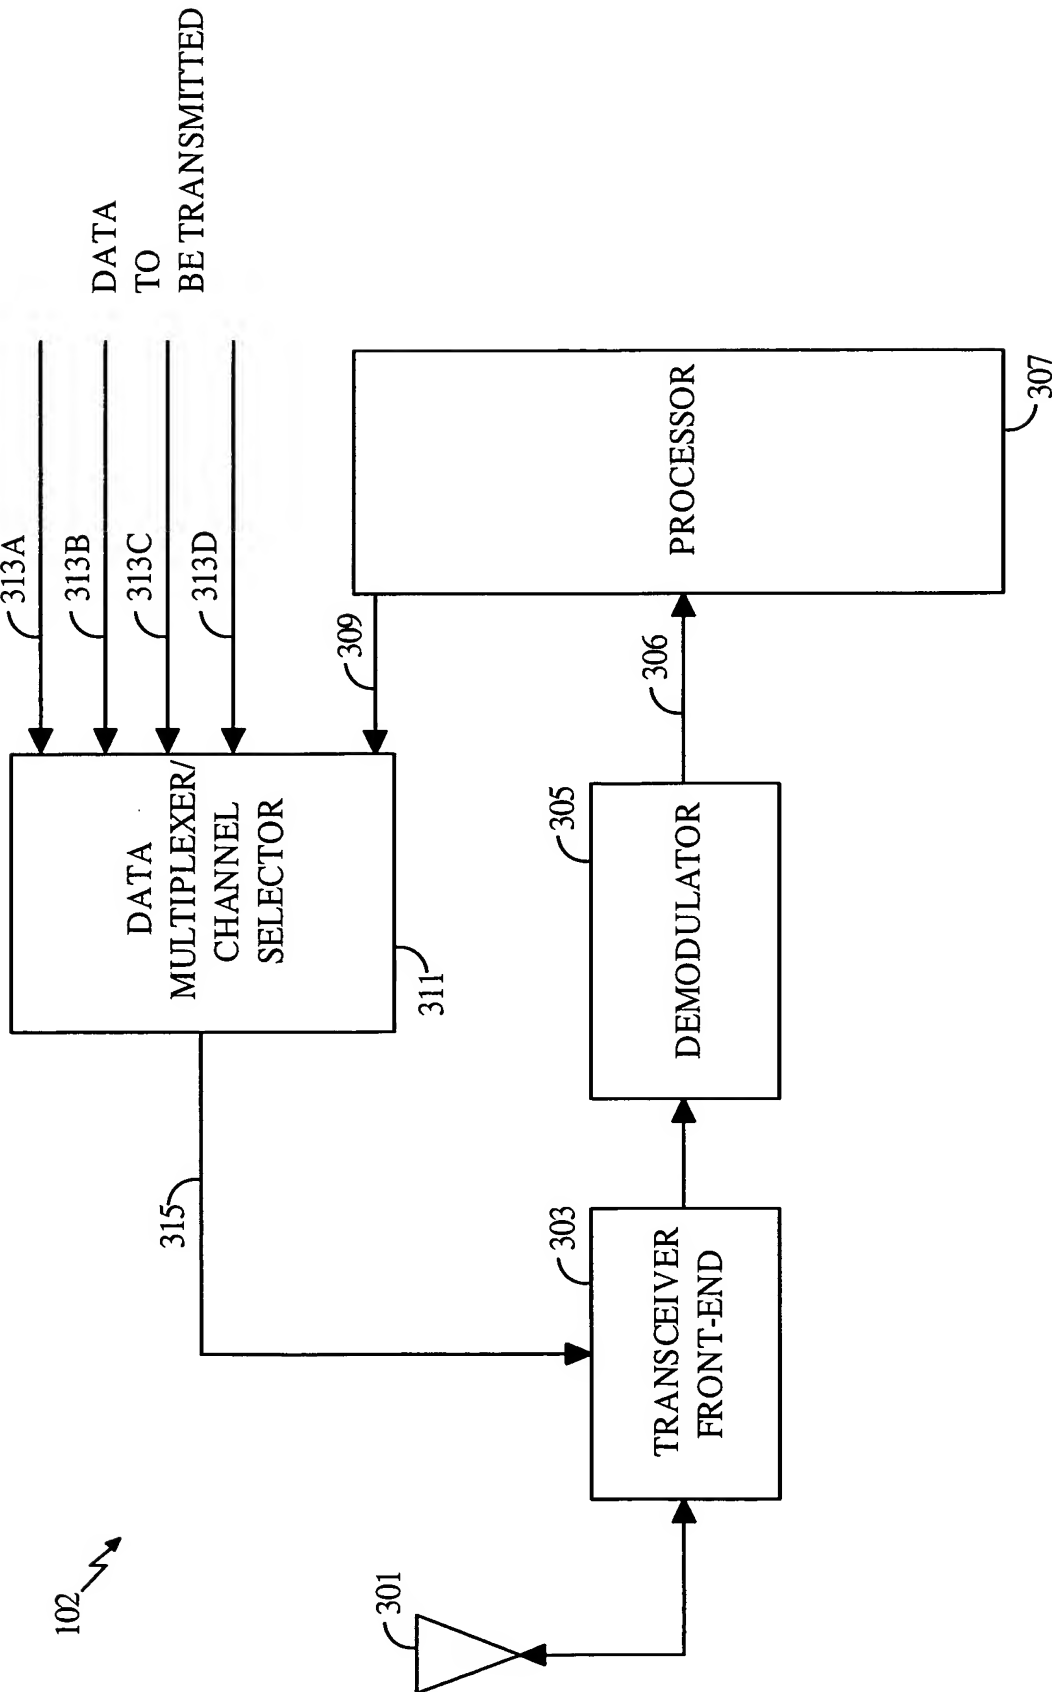 102
301
TRANSCEIVER
FRONT-END
303
315
DATA
MULTIPLEXER/
CHANNEL
SELECTOR
311
313A
313B
313C
313D
DATA
TO
BE TRANSMITTED
309
DEMODULATOR
305
306
PROCESSOR
307